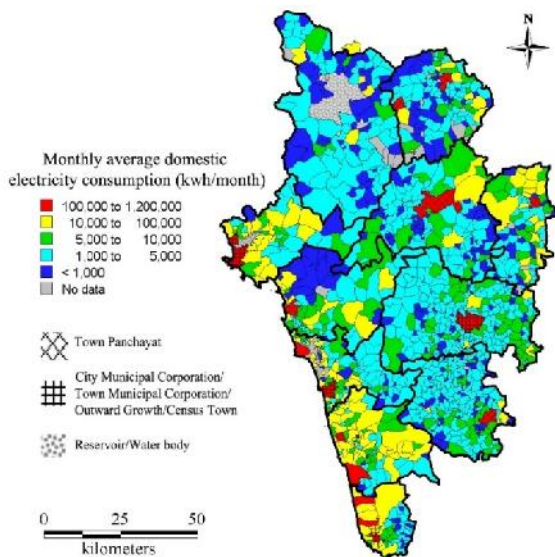 N
Monthly average domestic
electricity consumption (kwh/month)
100,000 to 1,200,000
10,000 to 100,000
5,000 to 10,000
1,000 to 5,000
< 1,000
No data
Town Panchayat
City Municipal Corporation/
Town Municipal Corporation/
Outward Growth/Census Town
Reservoir/Water body
0 25 50
kilometers